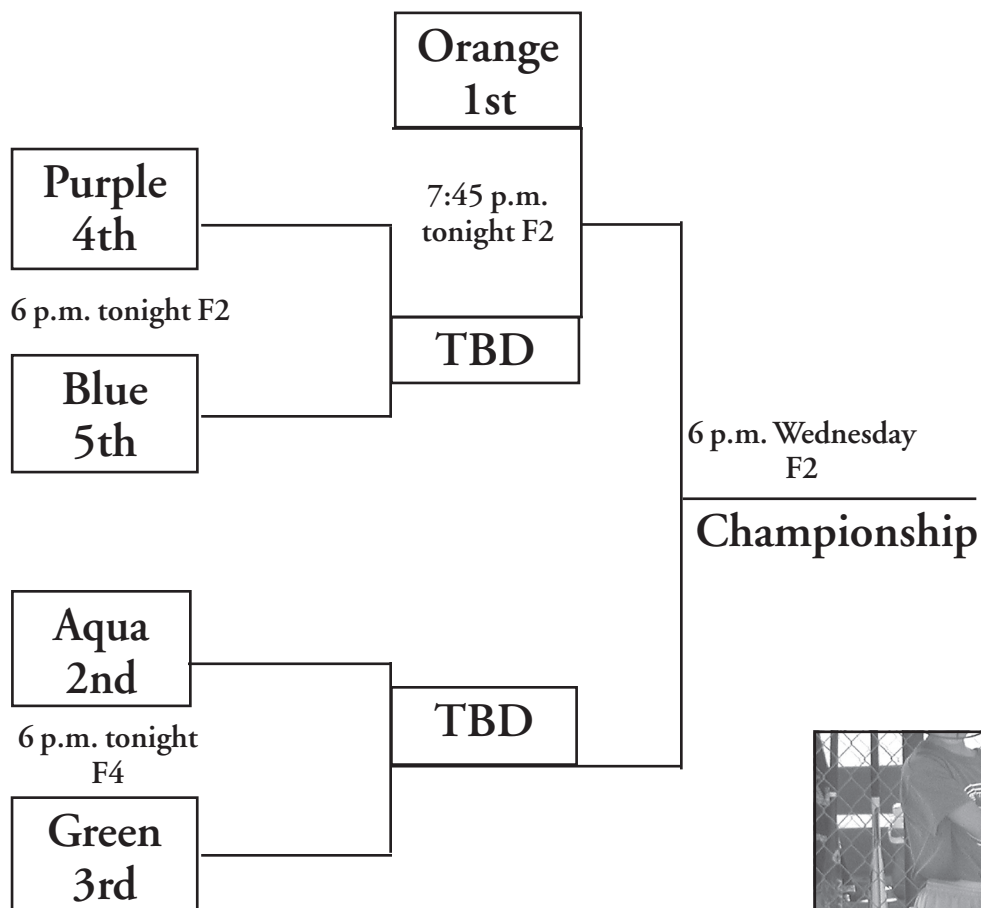 Orange
1st
Purple
4th
7:45 p.m.
tonight F2
6 p.m. tonight F2
TBD
Blue
5th
6 p.m. Wednesday
F2
Championship
Aqua
2nd
TBD
6 p.m. tonight
F4
Green
3rd